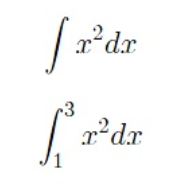 ∫ x²dx
∫₁³ x²dx